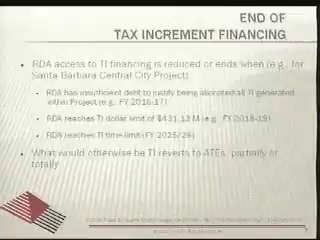 END OF
TAX INCREMENT FINANCING
• RDA access to TI financing is reduced or ends when (e.g., for
Santa Barbara Central City Project)
• RDA has insufficient debt to justify being allocated all TI generated
within Project (e.g., FY 2016-17)
• RDA reaches TI dollar limit of $431.13 M (e.g., FY 2018-19)
• RDA reaches TI time limit (FY 2025/26)
• What would otherwise be TI reverts to ATEs, partially or
totally